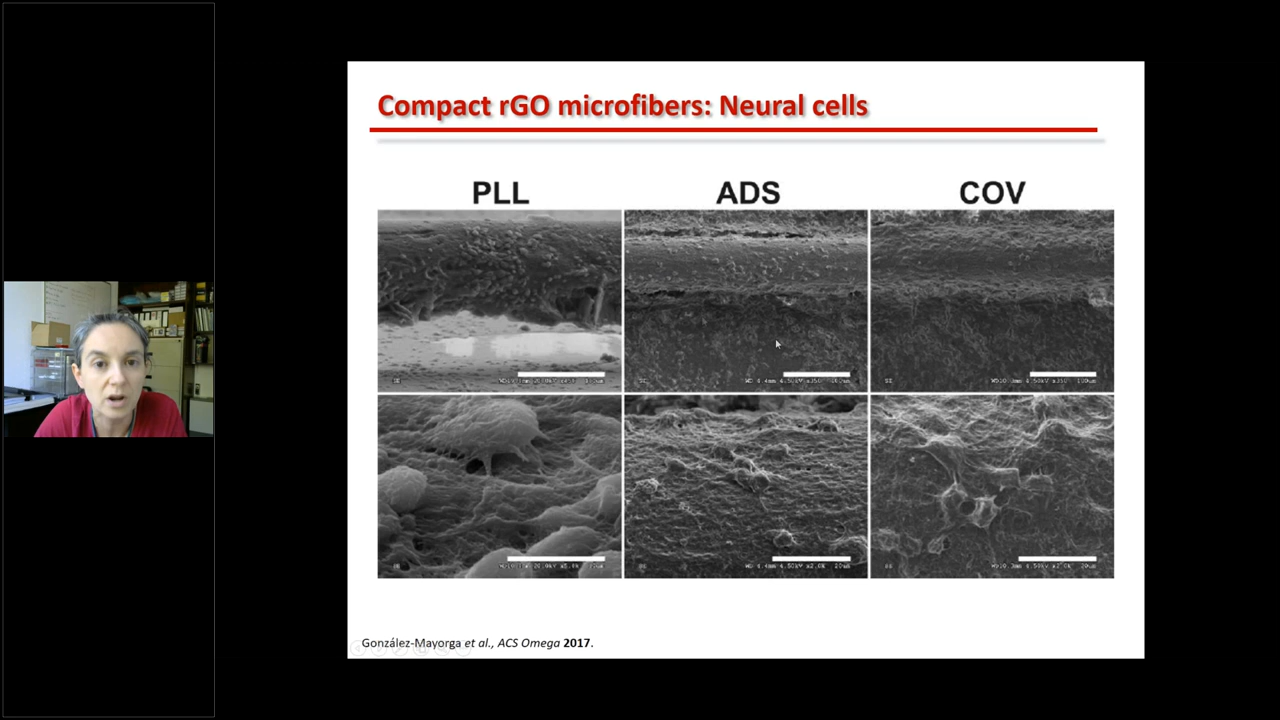 Compact rGO microfibers: Neural cells
PLL ADS COV
González-Mayorga et al., ACS Omega 2017.